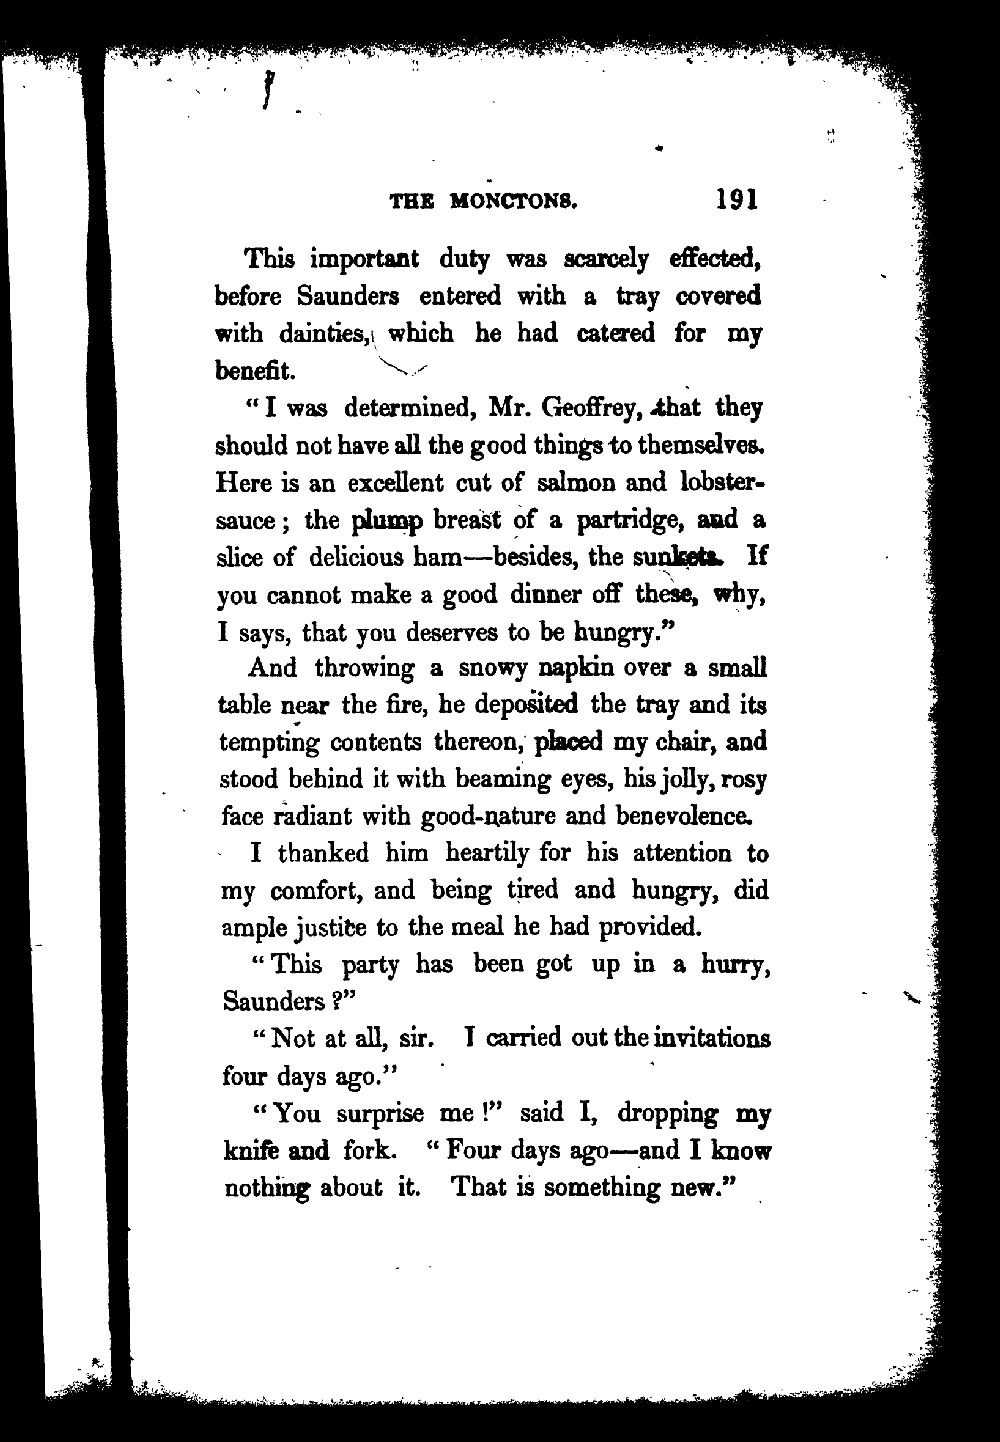 THE MONCTONS. 191
This important duty was scarcely effected,
before Saunders entered with a tray covered
with dainties, which he had catered for my
benefit.
“I was determined, Mr. Geoffrey, that they
should not have all the good things to themselves.
Here is an excellent cut of salmon and lobster-
sauce; the plump breast of a partridge, and a
slice of delicious ham—besides, the sunkets. If
you cannot make a good dinner off these, why,
I says, that you deserves to be hungry.”
And throwing a snowy napkin over a small
table near the fire, he deposited the tray and its
tempting contents thereon, placed my chair, and
stood behind it with beaming eyes, his jolly, rosy
face radiant with good-nature and benevolence.
I thanked him heartily for his attention to
my comfort, and being tired and hungry, did
ample justice to the meal he had provided.
“This party has been got up in a hurry,
Saunders?”
“Not at all, sir. I carried out the invitations
four days ago.”
“You surprise me!” said I, dropping my
knife and fork. “Four days ago—and I know
nothing about it. That is something new.”